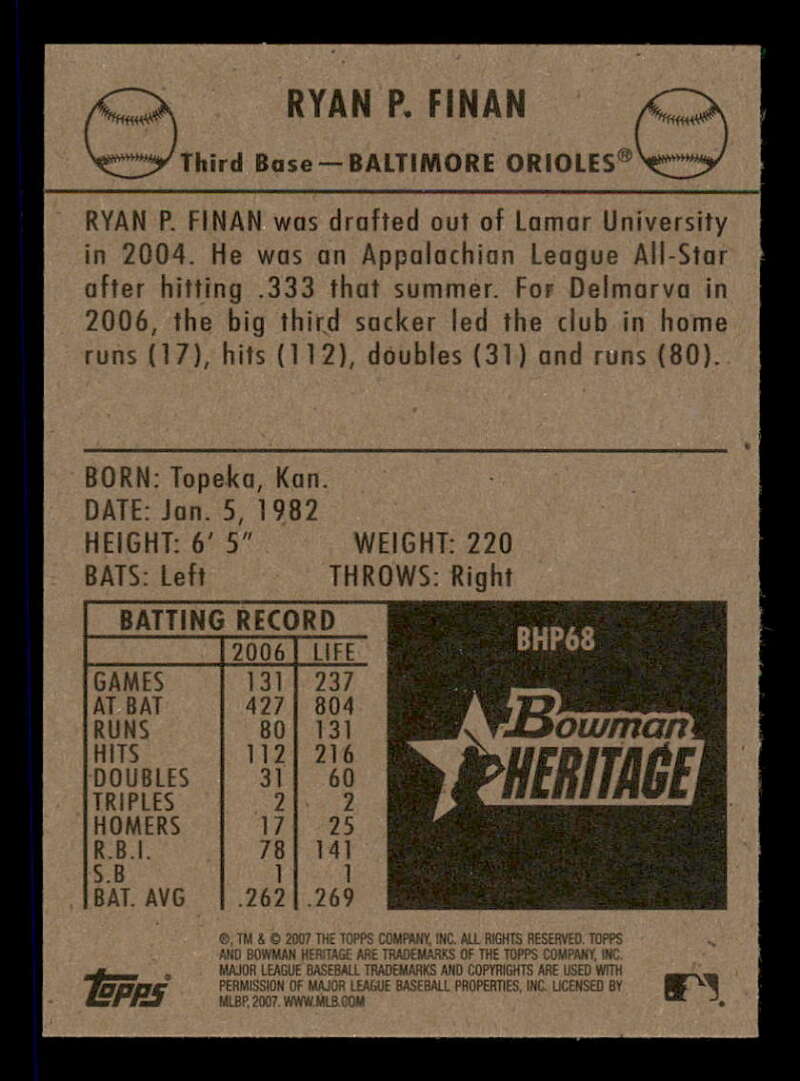 RYAN P. FINAN
Third Base—BALTIMORE ORIOLES®
RYAN P. FINAN was drafted out of Lamar University
in 2004. He was an Appalachian League All-Star
after hitting .333 that summer. For Delmarva in
2006, the big third sacker led the club in home
runs (17), hits (112), doubles (31) and runs (80).
BORN: Topeka, Kan.
DATE: Jan. 5, 1982
HEIGHT: 6' 5" WEIGHT: 220
BATS: Left THROWS: Right
BATTING RECORD
2006 LIFE
GAMES 131 237
AT BAT 427 804
RUNS 80 131
HITS 112 216
DOUBLES 31 60
TRIPLES 2 2
HOMERS 17 25
R.B.I. 78 141
S.B 1 1
BAT. AVG .262 .269
BHP68
Bowman
HERITAGE
®, TM & © 2007 THE TOPPS COMPANY, INC. ALL RIGHTS RESERVED. TOPPS
AND BOWMAN HERITAGE ARE TRADEMARKS OF THE TOPPS COMPANY, INC.
MAJOR LEAGUE BASEBALL TRADEMARKS AND COPYRIGHTS ARE USED WITH
PERMISSION OF MAJOR LEAGUE BASEBALL PROPERTIES, INC. LICENSED BY
MLBP, 2007. WWW.MLB.COM
TOPPS®